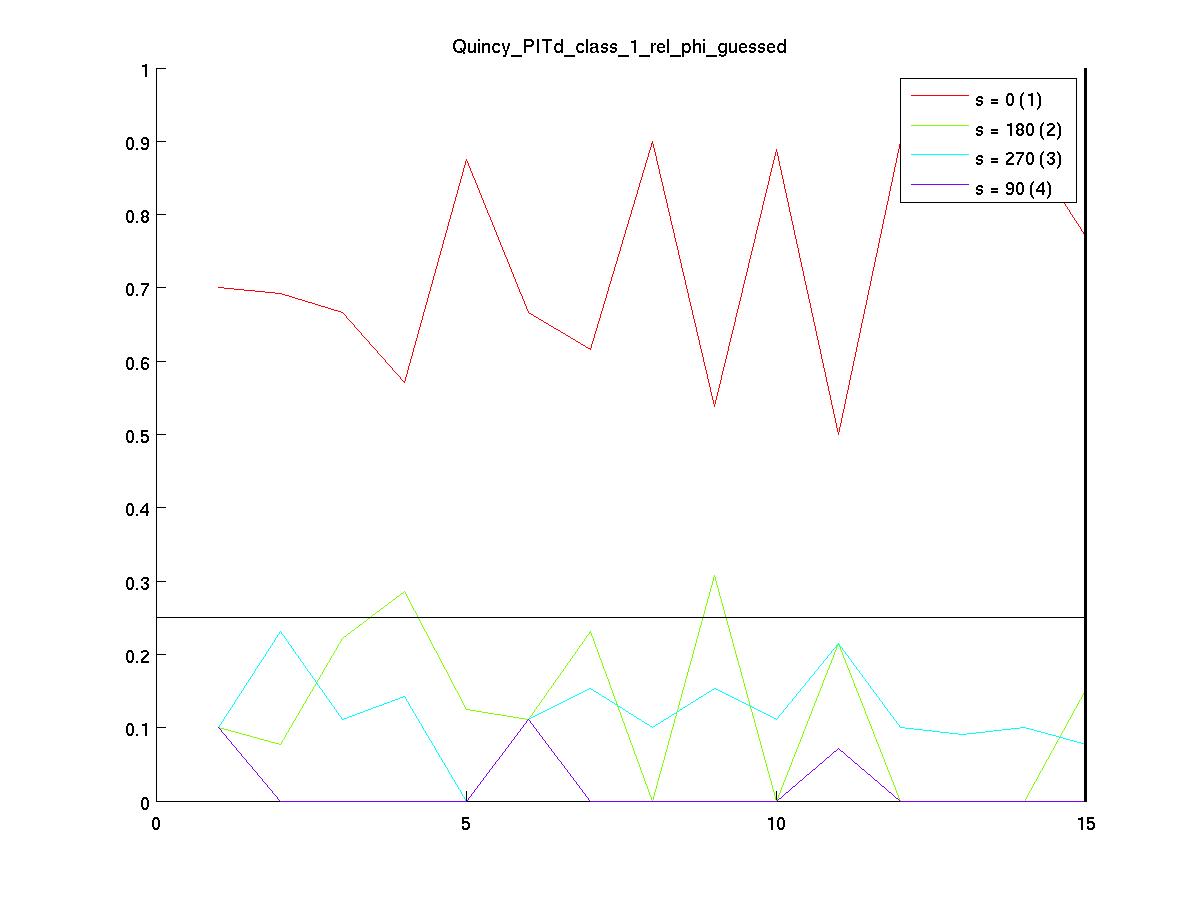 Quincy_PITd_class_1_rel_phi_guessed
1
0.9
0.8
0.7
0.6
0.5
0.4
0.3
0.2
0.1
0
0 5 10 15
s = 0 (1)
s = 180 (2)
s = 270 (3)
s = 90 (4)